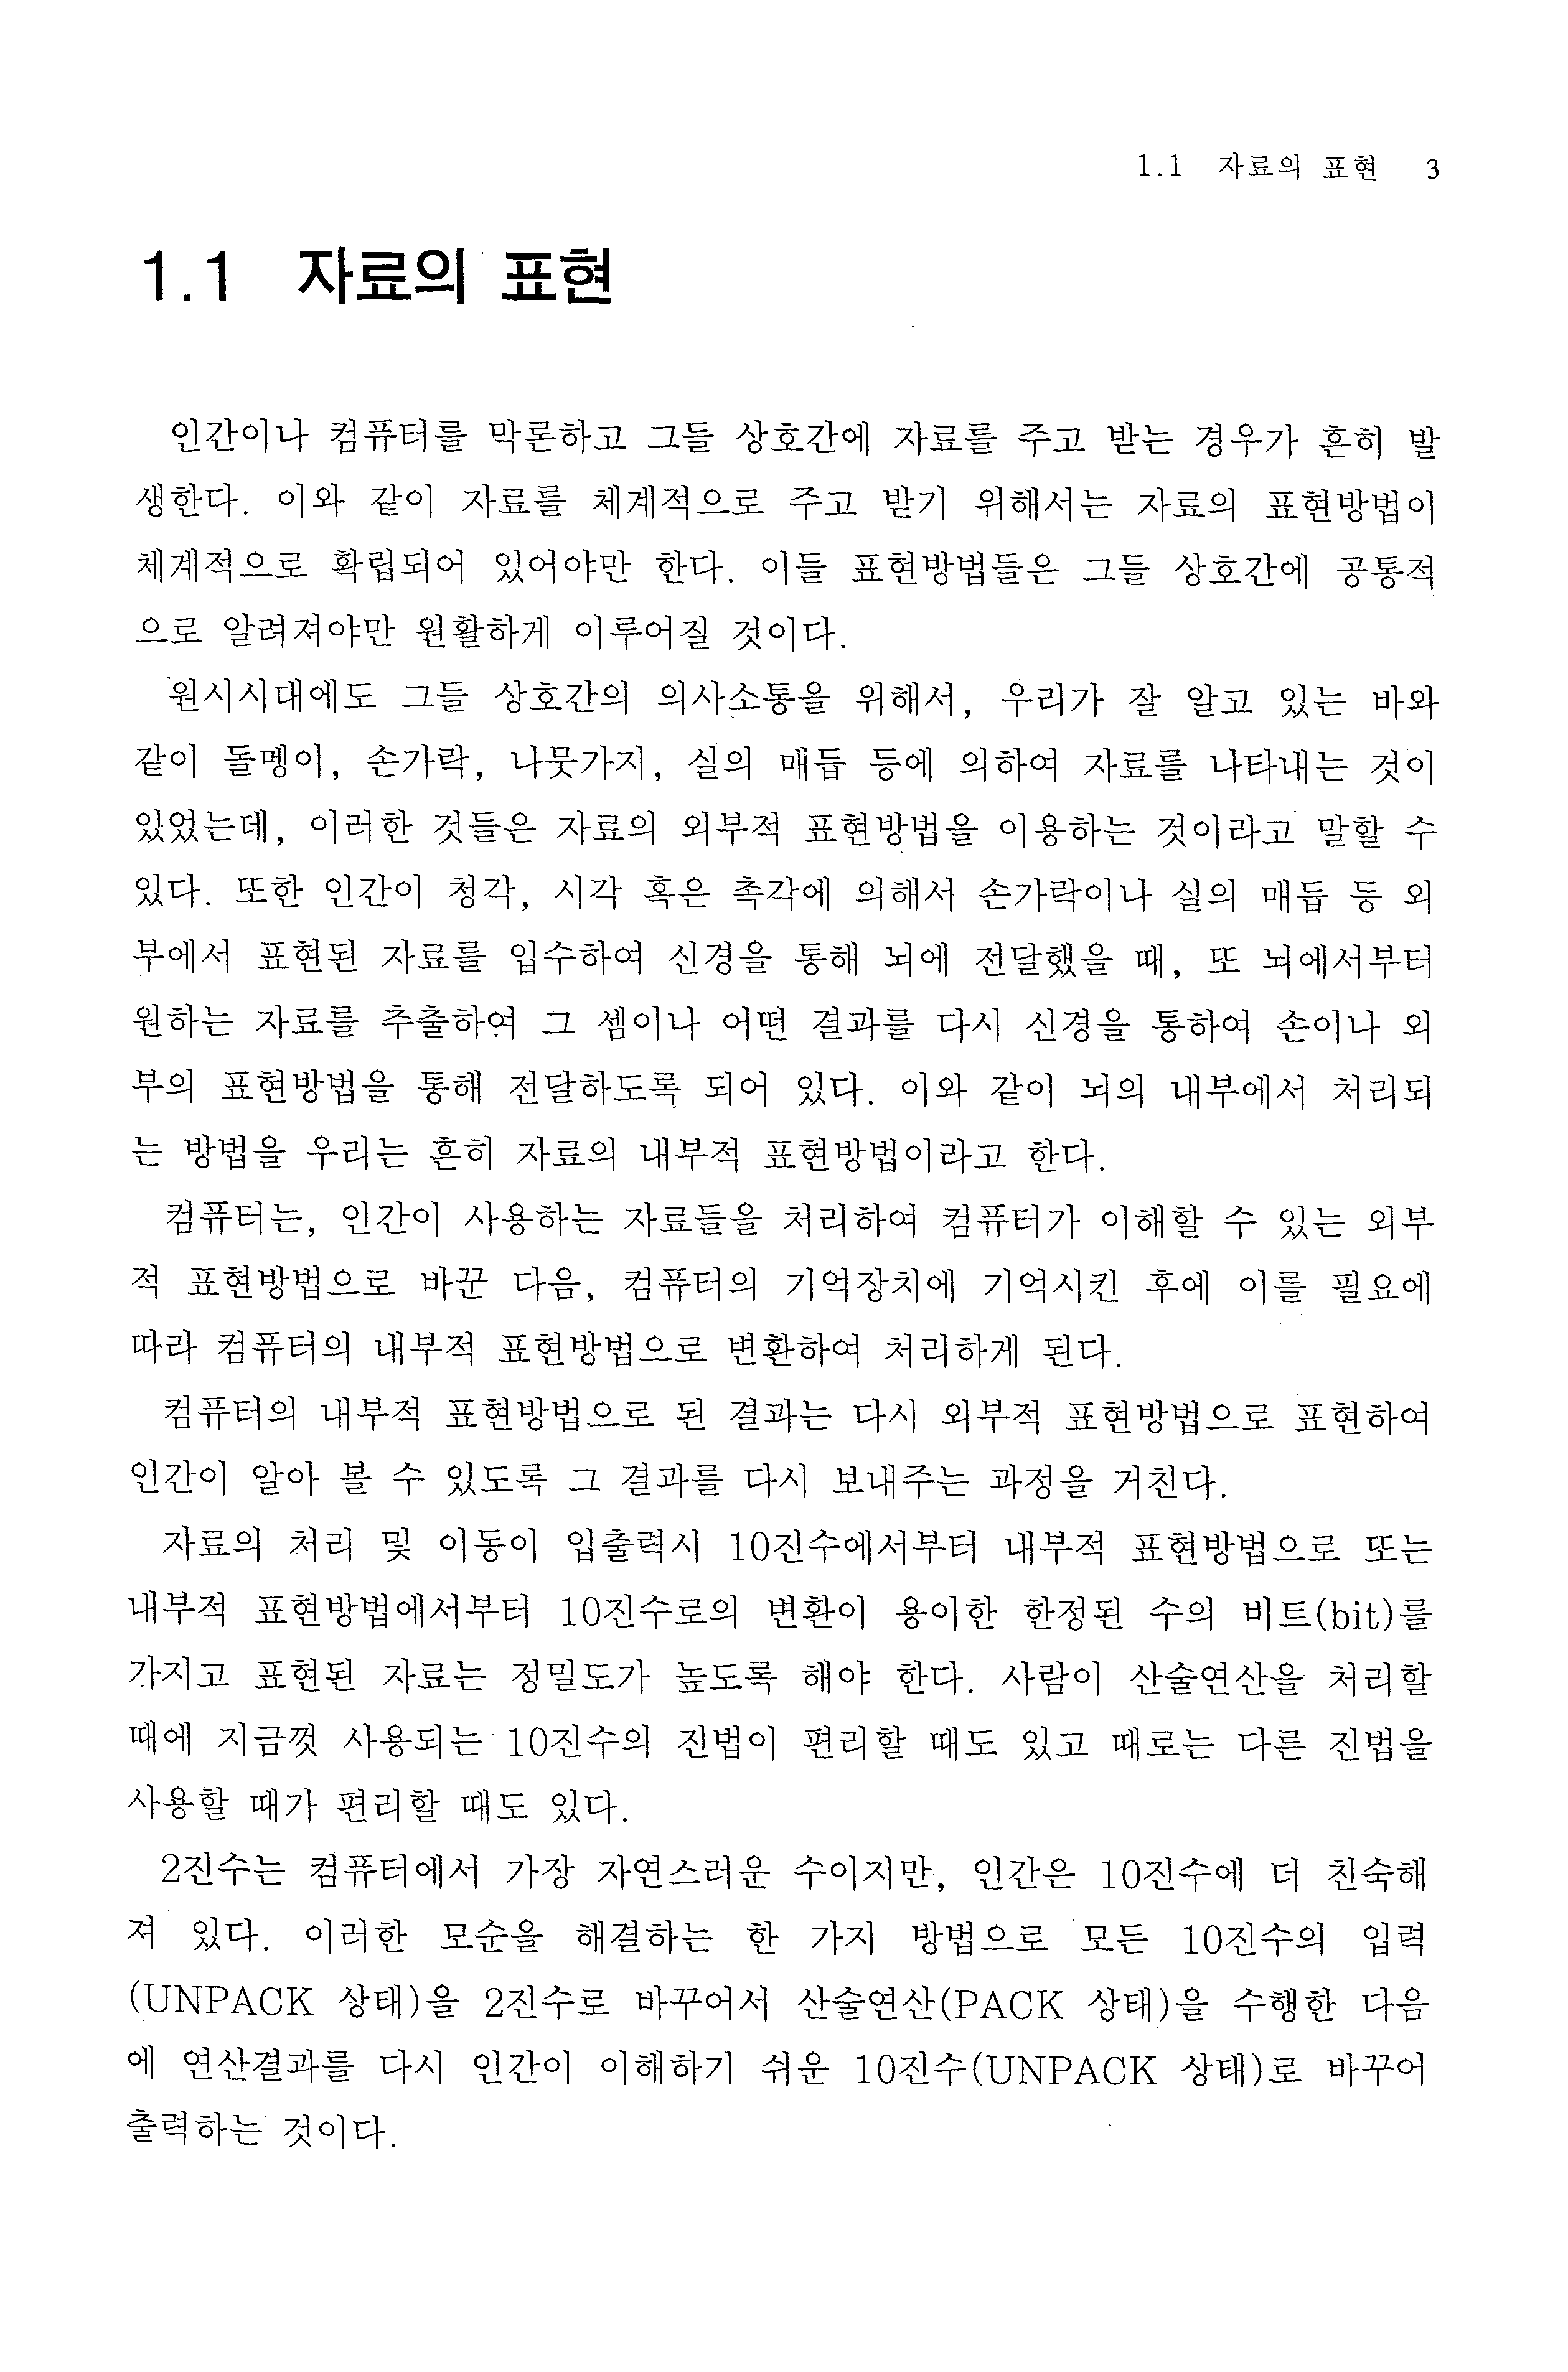 1.1 자료의 표현 3
1.1 자료의 표현
인간이나 컴퓨터를 막론하고 그들 상호간에 자료를 주고 받는 경우가 흔히 발
생한다. 이와 같이 자료를 체계적으로 주고 받기 위해서는 자료의 표현방법이
체계적으로 확립되어 있어야만 한다. 이들 표현방법들은 그들 상호간에 공통적
으로 알려져야만 원활하게 이루어질 것이다.
원시시대에도 그들 상호간의 의사소통을 위해서, 우리가 잘 알고 있는 바와
같이 돌멩이, 손가락, 나뭇가지, 실의 매듭 등에 의하여 자료를 나타내는 것이
있었는데, 이러한 것들은 자료의 외부적 표현방법을 이용하는 것이라고 말할 수
있다. 또한 인간이 청각, 시각 혹은 촉각에 의해서 손가락이나 실의 매듭 등 외
부에서 표현된 자료를 입수하여 신경을 통해 뇌에 전달했을 때, 또 뇌에서부터
원하는 자료를 추출하여 그 셈이나 어떤 결과를 다시 신경을 통하여 손이나 외
부의 표현방법을 통해 전달하도록 되어 있다. 이와 같이 뇌의 내부에서 처리되
는 방법을 우리는 흔히 자료의 내부적 표현방법이라고 한다.
컴퓨터는, 인간이 사용하는 자료들을 처리하여 컴퓨터가 이해할 수 있는 외부
적 표현방법으로 바꾼 다음, 컴퓨터의 기억장치에 기억시킨 후에 이를 필요에
따라 컴퓨터의 내부적 표현방법으로 변환하여 처리하게 된다.
컴퓨터의 내부적 표현방법으로 된 결과는 다시 외부적 표현방법으로 표현하여
인간이 알아 볼 수 있도록 그 결과를 다시 보내주는 과정을 거친다.
자료의 처리 및 이동이 입출력시 10진수에서부터 내부적 표현방법으로 또는
내부적 표현방법에서부터 10진수로의 변환이 용이한 한정된 수의 비트(bit)를
가지고 표현된 자료는 정밀도가 높도록 해야 한다. 사람이 산술연산을 처리할
때에 지금껏 사용되는 10진수의 진법이 편리할 때도 있고 때로는 다른 진법을
사용할 때가 편리할 때도 있다.
2진수는 컴퓨터에서 가장 자연스러운 수이지만, 인간은 10진수에 더 친숙해
져 있다. 이러한 모순을 해결하는 한 가지 방법으로 모든 10진수의 입력
(UNPACK 상태)을 2진수로 바꾸어서 산술연산(PACK 상태)을 수행한 다음
에 연산결과를 다시 인간이 이해하기 쉬운 10진수(UNPACK 상태)로 바꾸어
출력하는 것이다.